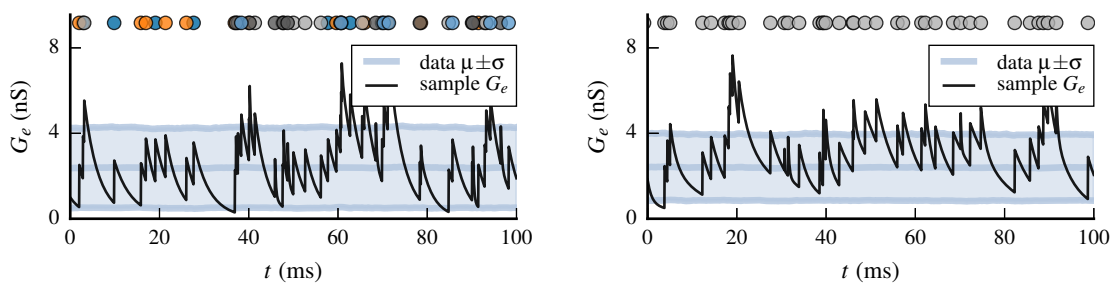 8
4
0
G_e (nS)
data μ ± σ
sample G_e
0 20 40 60 80 100
t (ms)
8
4
0
G_e (nS)
data μ ± σ
sample G_e
0 20 40 60 80 100
t (ms)